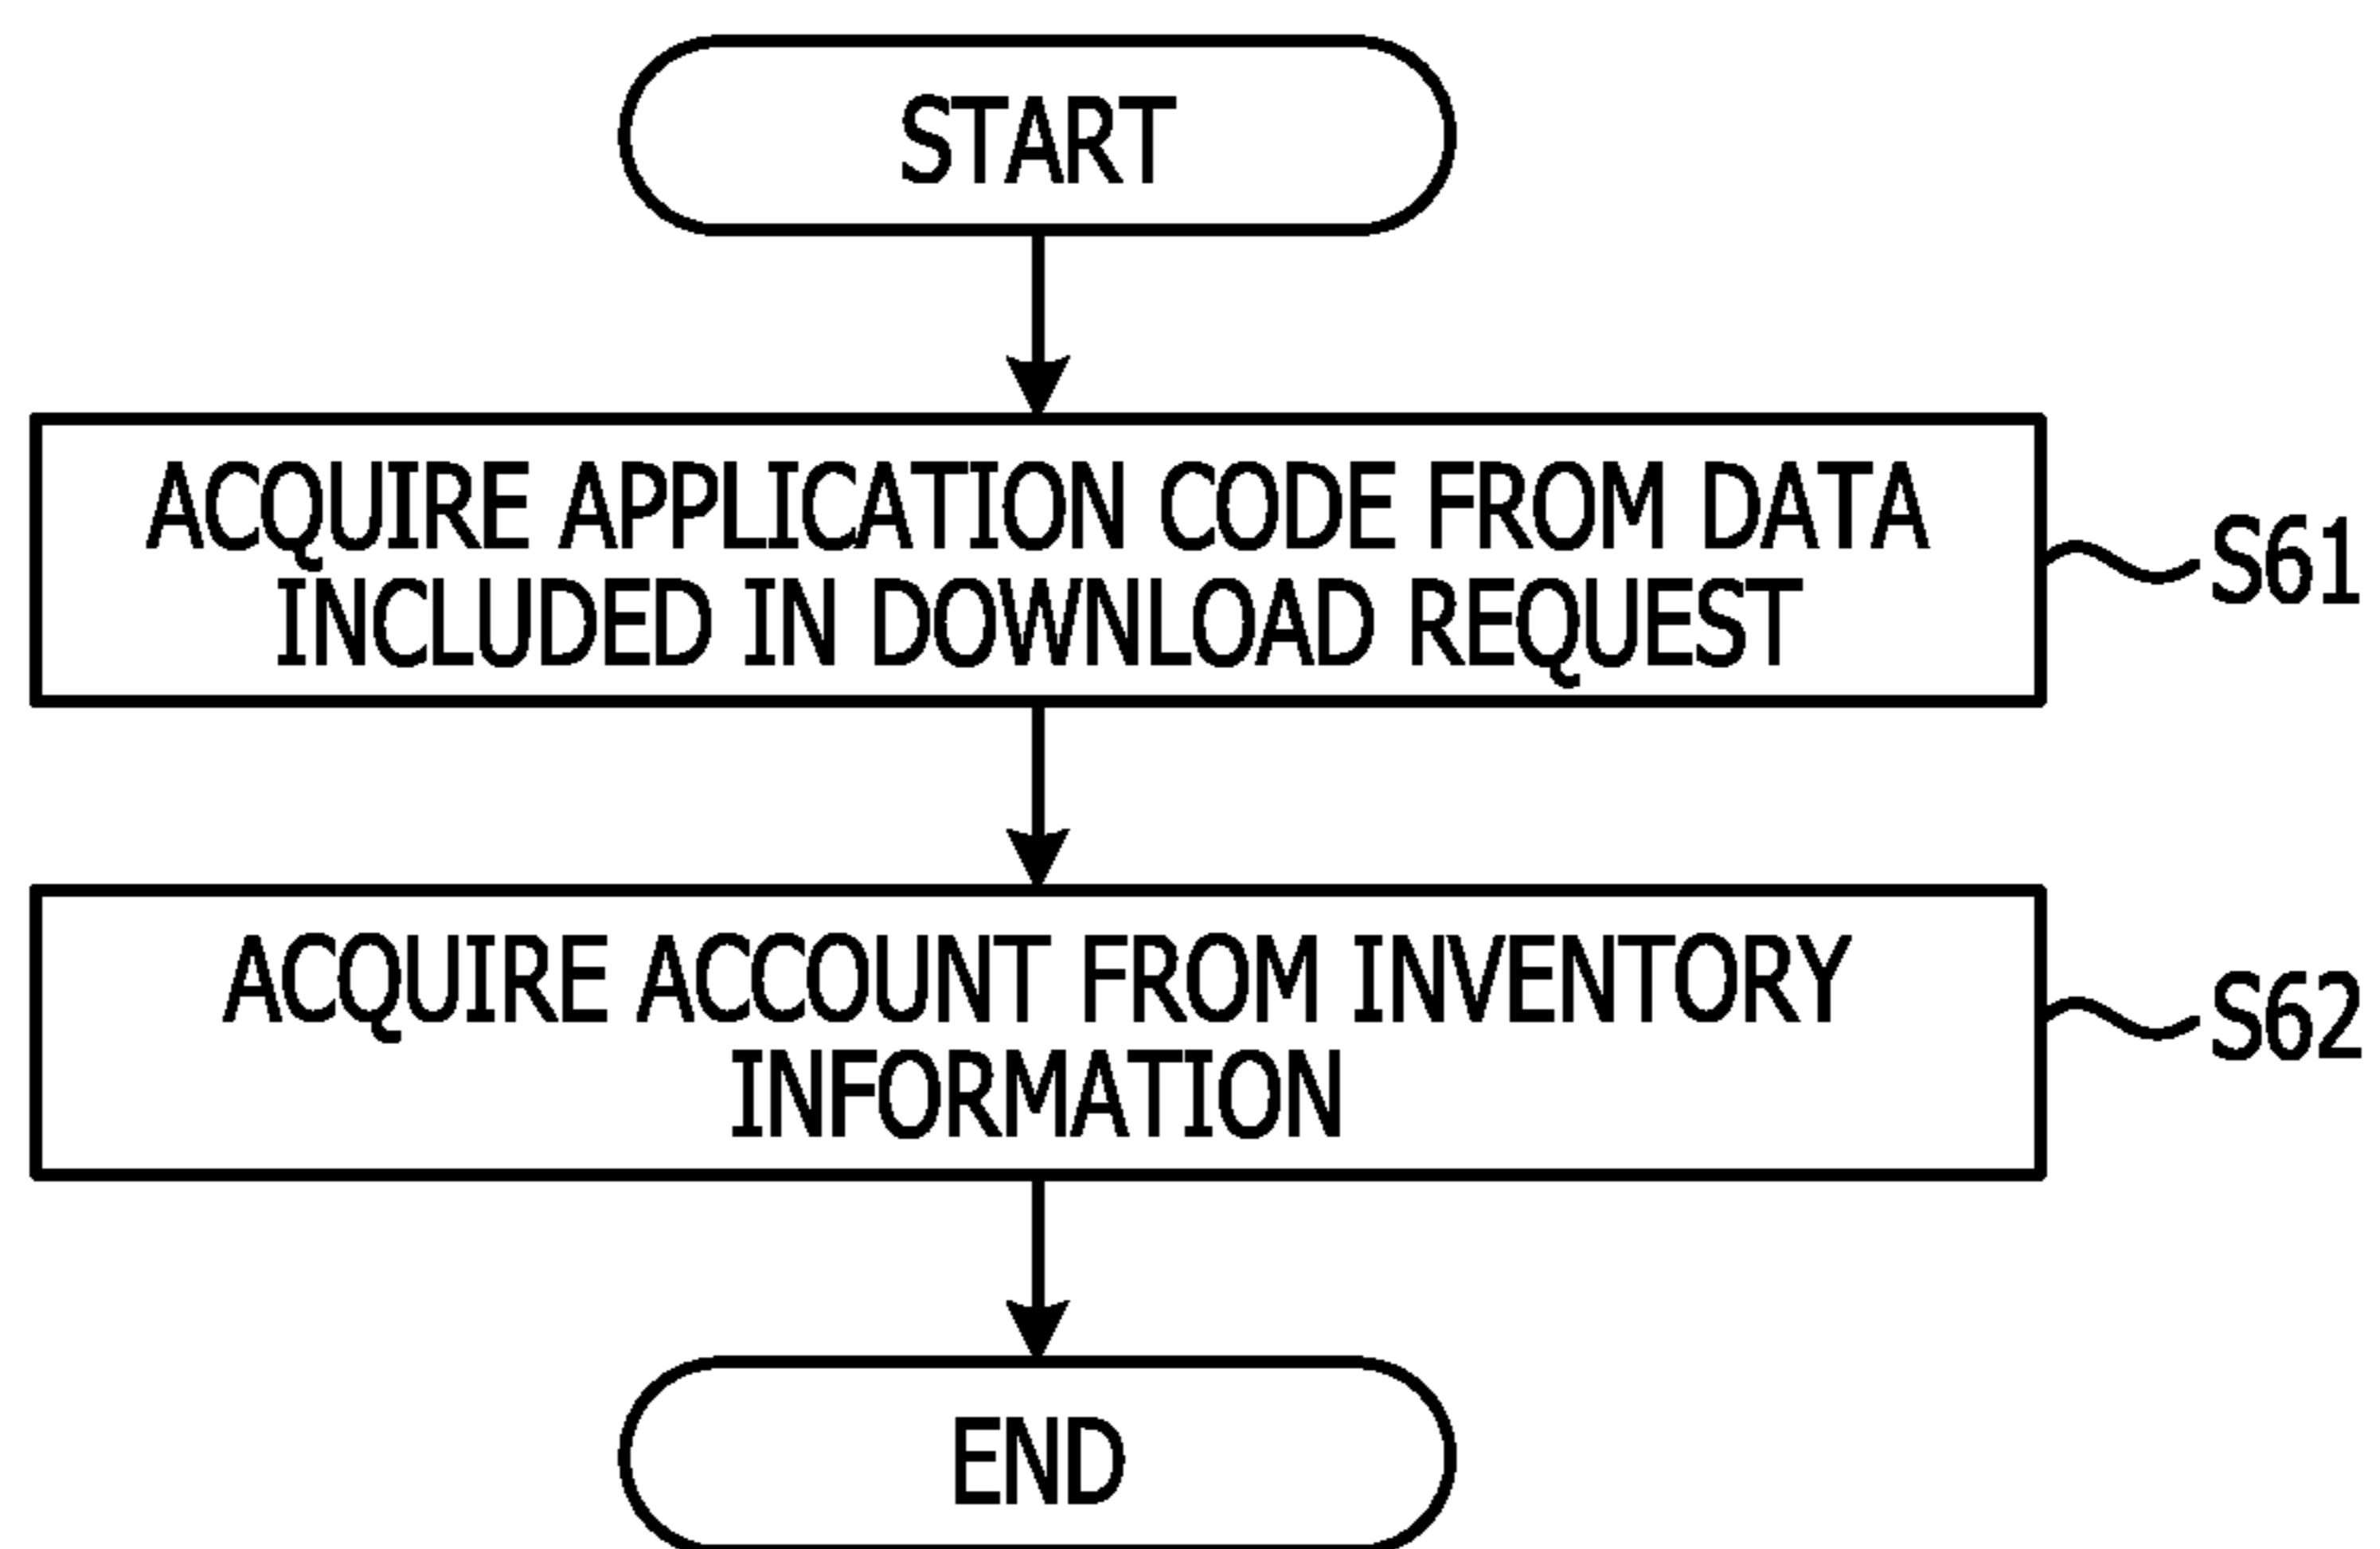 START
ACQUIRE APPLICATION CODE FROM DATA
INCLUDED IN DOWNLOAD REQUEST
S61
ACQUIRE ACCOUNT FROM INVENTORY
INFORMATION
S62
END